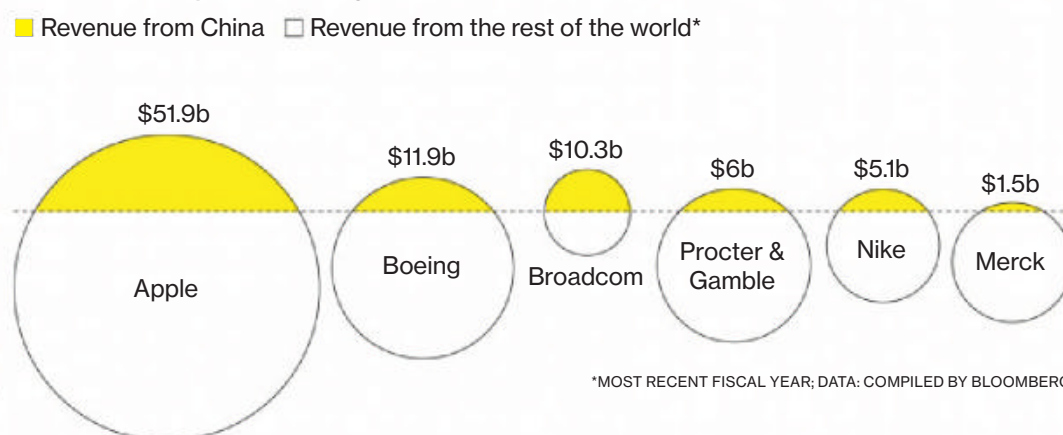 Revenue from China Revenue from the rest of the world*
$51.9b
$11.9b
$10.3b
$6b
$5.1b
$1.5b
Apple
Boeing
Broadcom
Procter &
Gamble
Nike
Merck
*MOST RECENT FISCAL YEAR; DATA: COMPILED BY BLOOMBERG